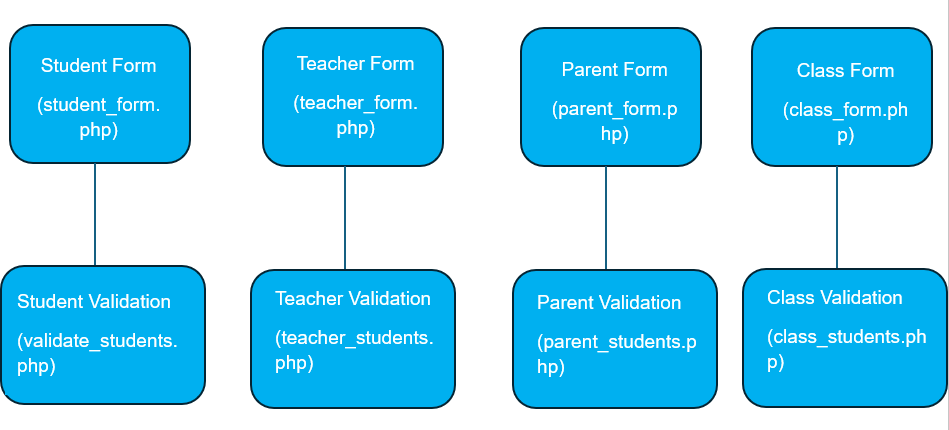 Student Form
(student_form.
php)
Teacher Form
(teacher_form.
php)
Parent Form
(parent_form.p
hp)
Class Form
(class_form.ph
p)
Student Validation
(validate_students.
php)
Teacher Validation
(teacher_students.
php)
Parent Validation
(parent_students.p
hp)
Class Validation
(class_students.ph
p)